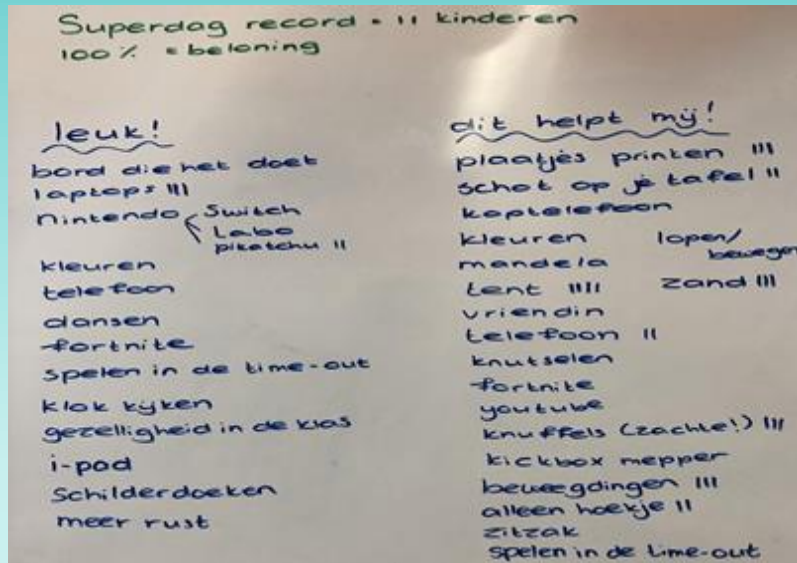 Superdag record = 11 kinderen
100% = beloning
leuk!
bord die het doet
laptops III
Nintendo Switch
Labo
pikatchu II
kleuren
telefoon
dansen
fortnite
spelen in de time-out
klok kijken
gezelligheid in de klas
i-pad
Schilderdoeken
meer rust
dit helpt mij!
plaatjes printen III
schot op je tafel II
koptelefoon
kleuren lopen/
bewegen
mandela
tent IIII zand III
vriendin
telefoon II
knutselen
fortnite
youtube
knuffels (zachte!) III
kickbox mepper
beweegdingen III
alleen hoekje II
zitzak
spelen in de time-out